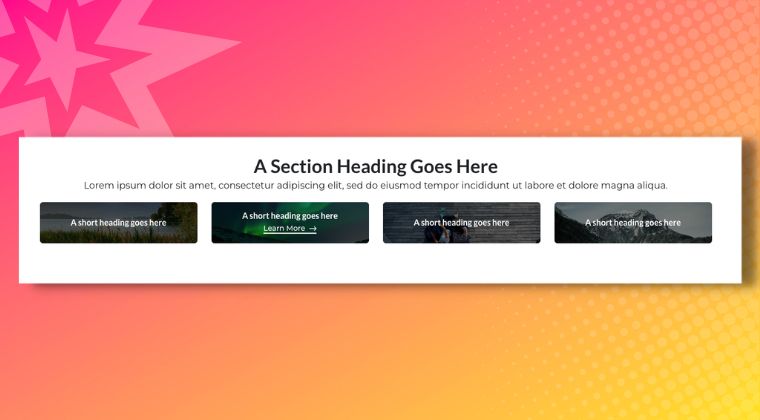 A Section Heading Goes Here
Lorem ipsum dolor sit amet, consectetur adipiscing elit, sed do eiusmod tempor incididunt ut labore et dolore magna aliqua.
A short heading goes here
A short heading goes here
Learn More →
A short heading goes here
A short heading goes here